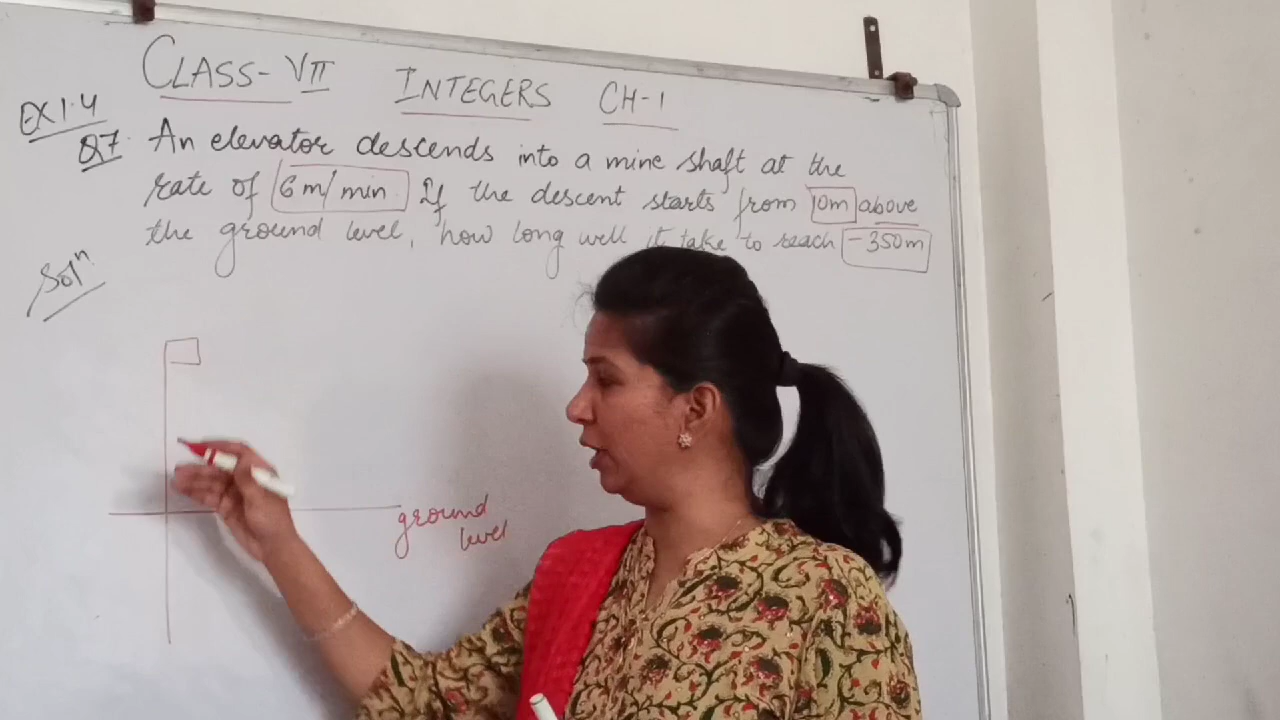 CLASS-VII INTEGERS CH-1
EX 1.4
Q7. An elevator descends into a mine shaft at the
rate of 6 m/min. If the descent starts from 10m above
the ground level, how long well it take to reach -350m
Solⁿ
ground
level